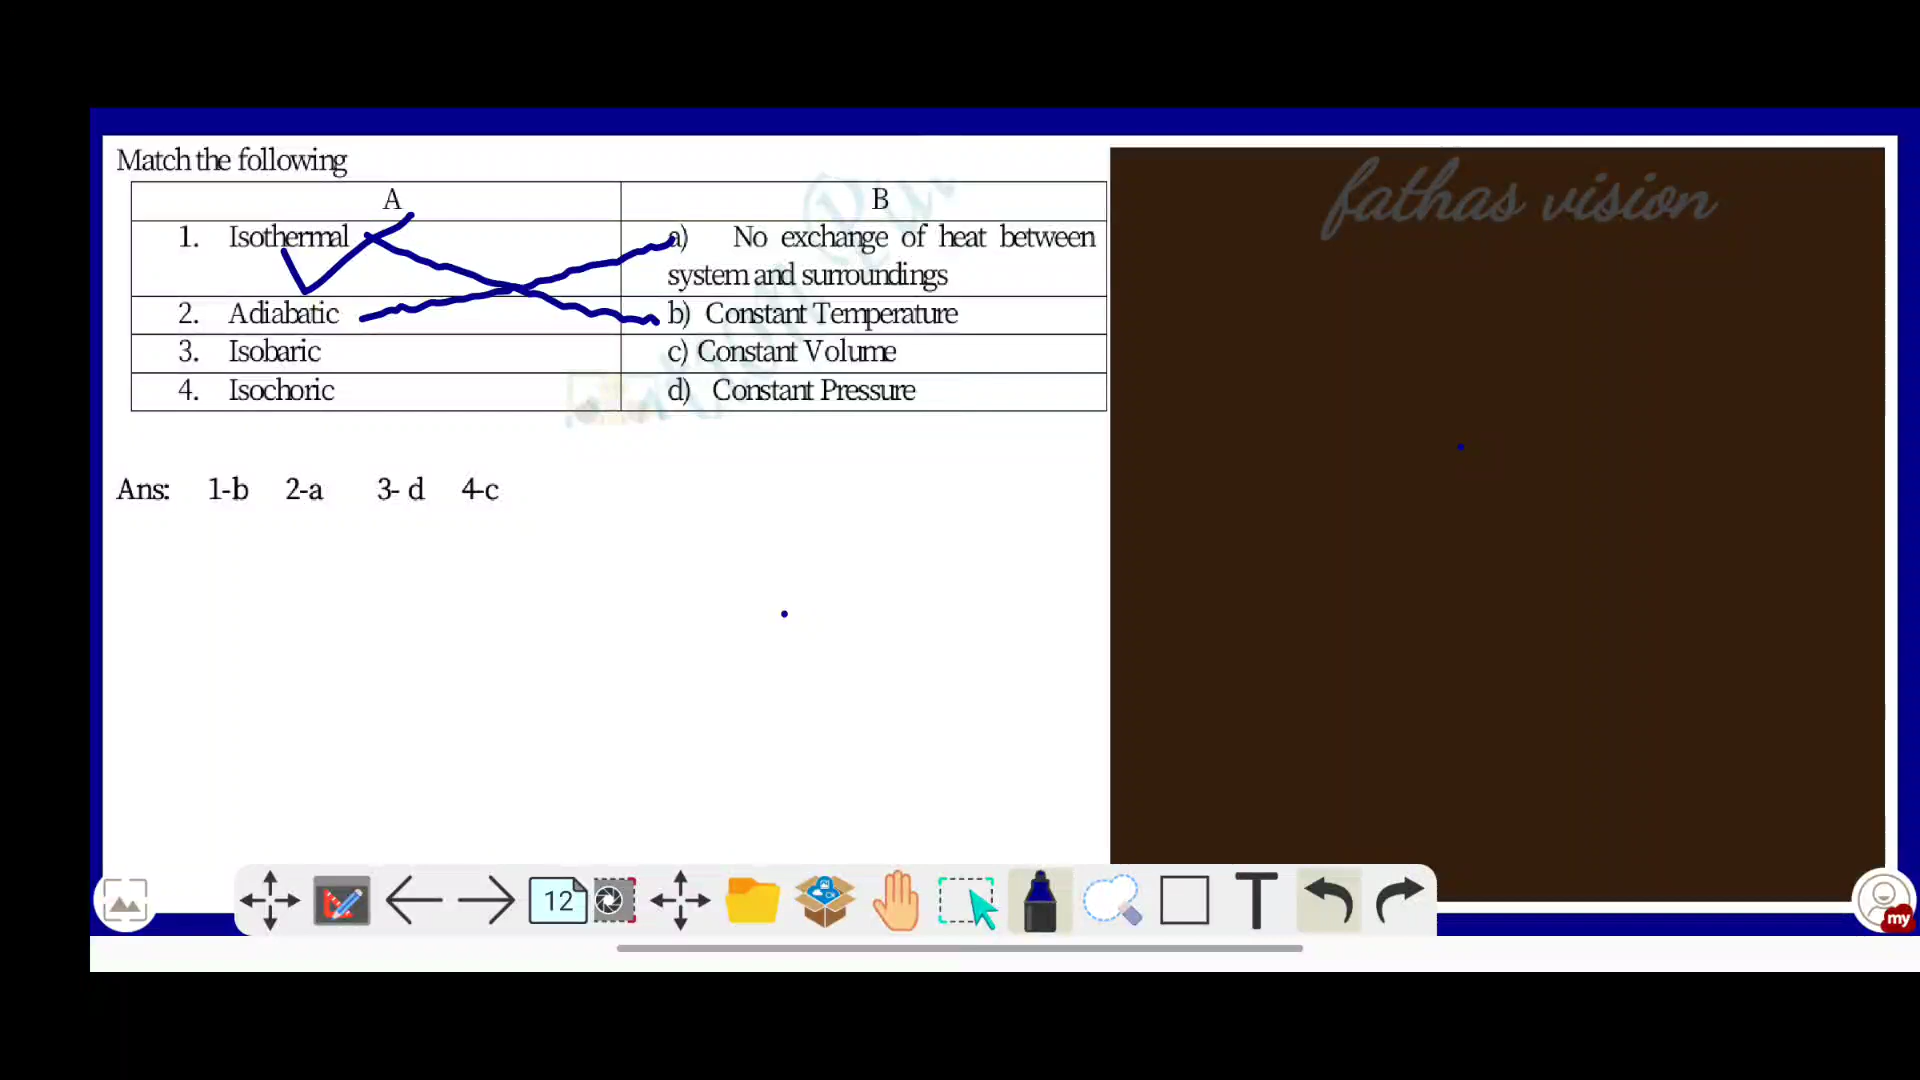 fathas vision
Match the following
A B
1. Isothermal a) No exchange of heat between
system and surroundings
2. Adiabatic b) Constant Temperature
3. Isobaric c) Constant Volume
4. Isochoric d) Constant Pressure
Ans: 1-b 2-a 3- d 4-c
12
T
my